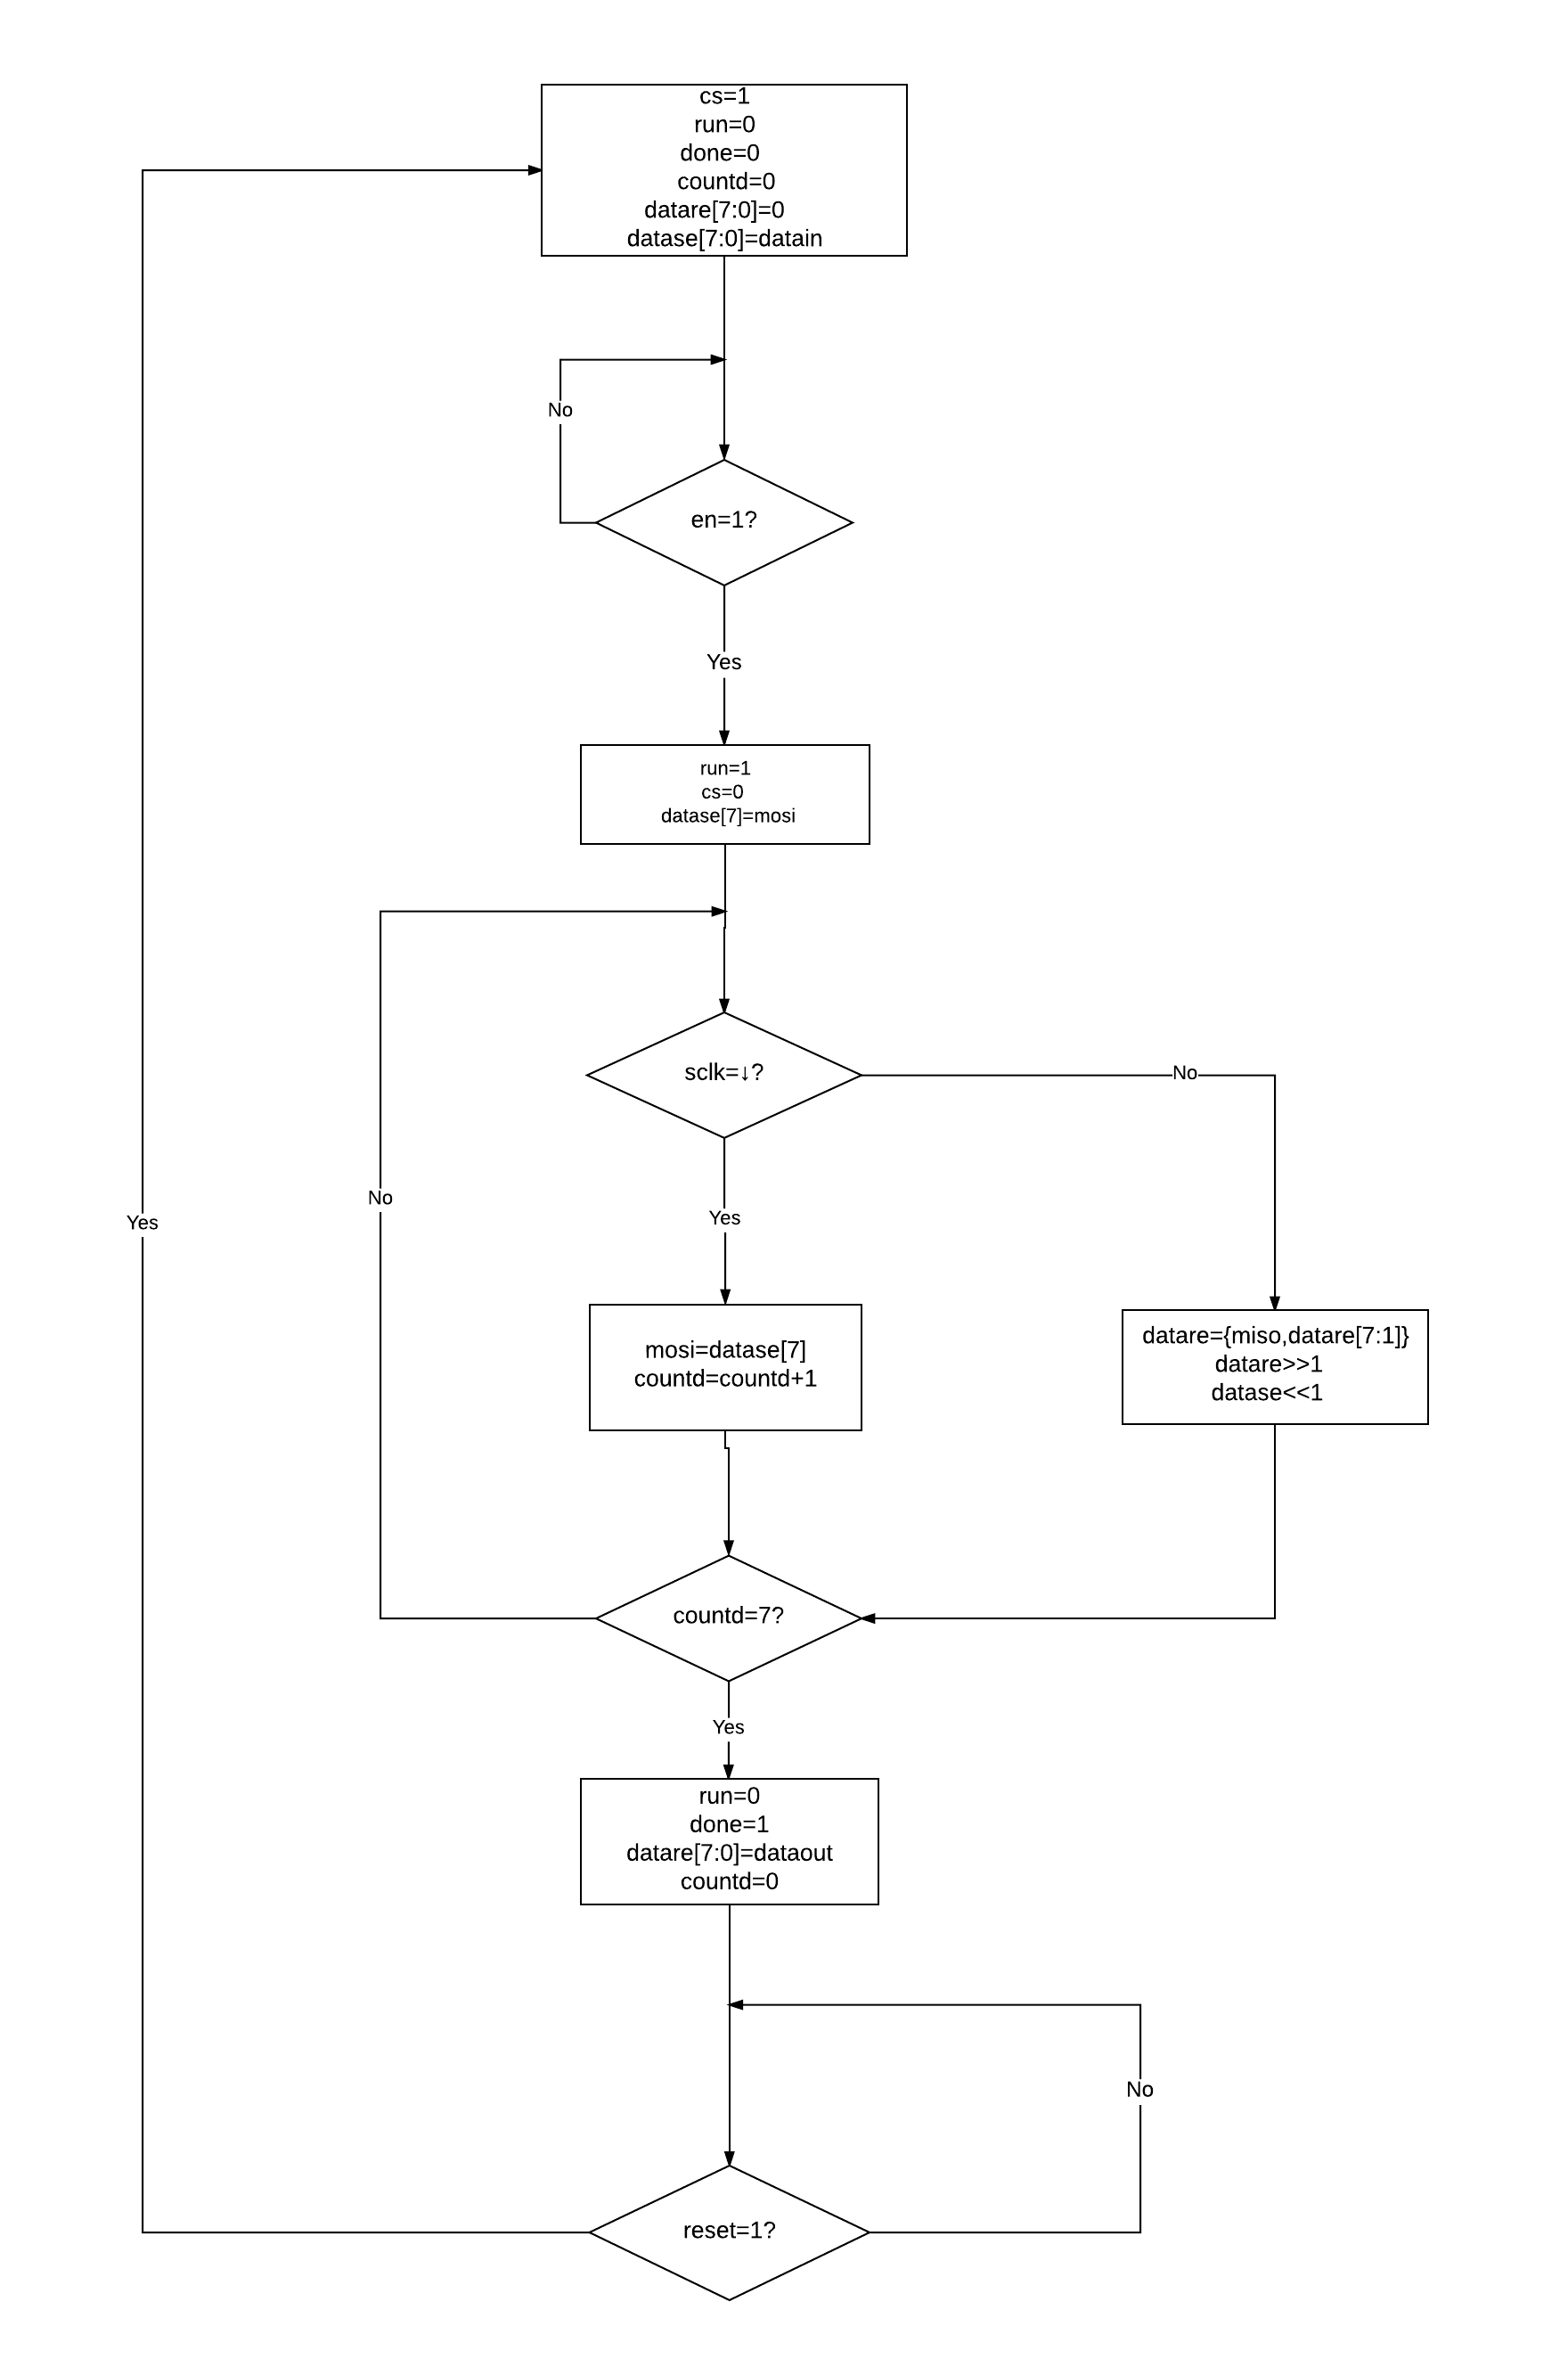 cs=1
run=0
done=0
countd=0
datare[7:0]=0
datase[7:0]=datain
No
en=1?
Yes
run=1
cs=0
datase[7]=mosi
sclk=↓?
No
No
Yes
Yes
mosi=datase[7]
countd=countd+1
datare={miso,datare[7:1]}
datare>>1
datase<<1
countd=7?
Yes
run=0
done=1
datare[7:0]=dataout
countd=0
No
reset=1?